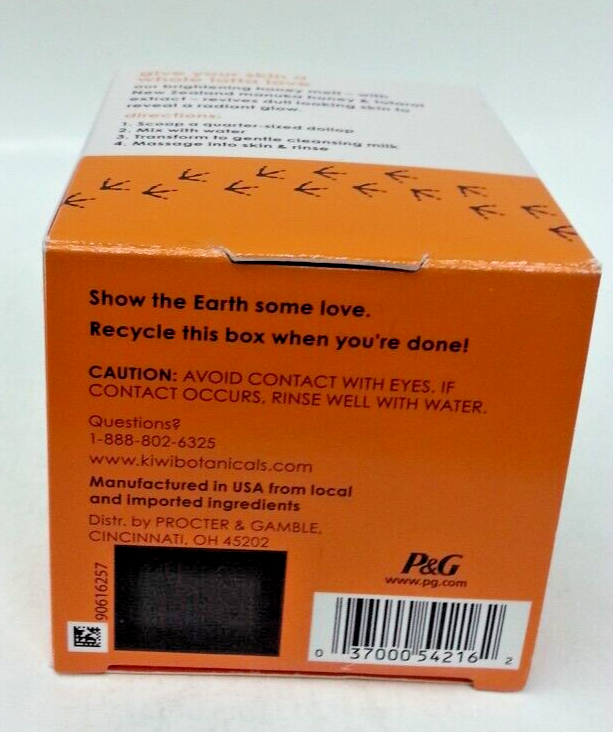 give your skin a
whole lotta love
our brightening honey melt – with
New Zealand manuka honey & totarol
extract – revives dull looking skin to
reveal a radiant glow.
directions:
1. Scoop a quarter-sized dollop
2. Mix with water
3. Transform to gentle cleansing milk
4. Massage into skin & rinse
Show the Earth some love.
Recycle this box when you're done!
CAUTION: AVOID CONTACT WITH EYES. IF
CONTACT OCCURS, RINSE WELL WITH WATER.
Questions?
1-888-802-6325
www.kiwibotanicals.com
Manufactured in USA from local
and imported ingredients
Distr. by PROCTER & GAMBLE,
CINCINNATI, OH 45202
90616257
P&G
www.pg.com
0 37000 54216 2